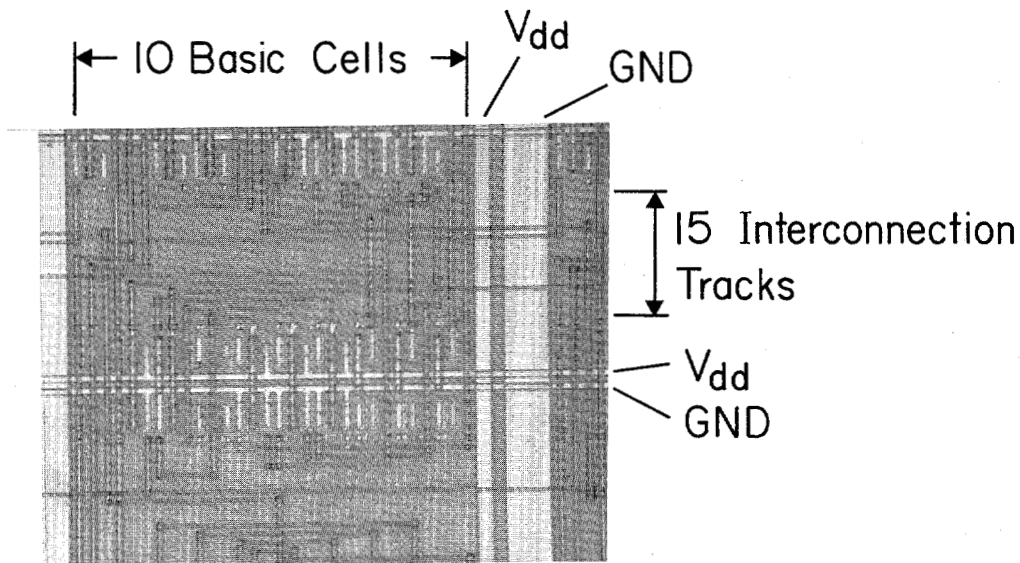 10 Basic Cells
Vdd
GND
15 Interconnection
Tracks
Vdd
GND